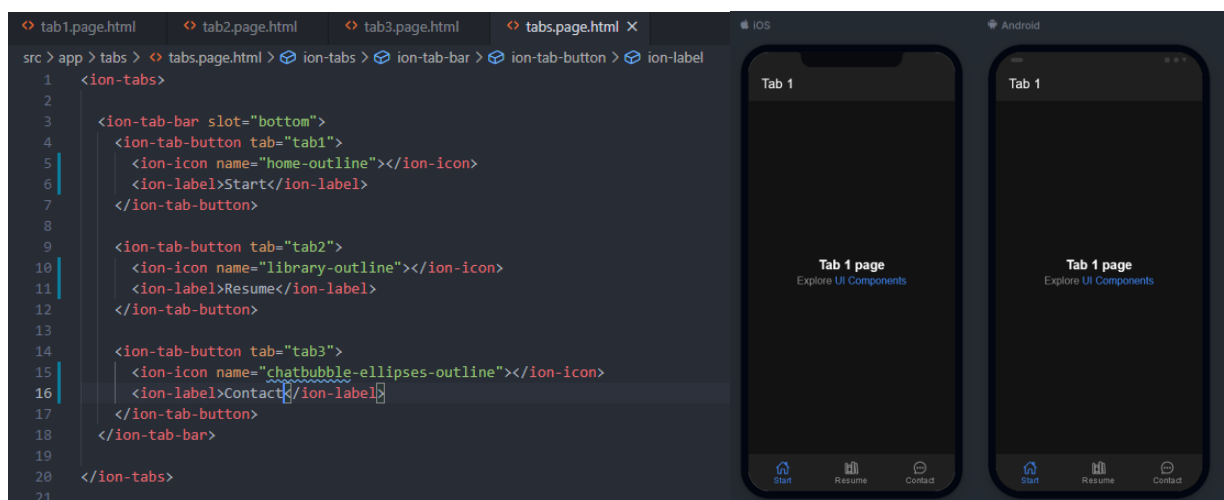 tab1.page.html tab2.page.html tab3.page.html tabs.page.html
src > app > tabs > tabs.page.html > ion-tabs > ion-tab-bar > ion-tab-button > ion-label
1 <ion-tabs>
2
3 <ion-tab-bar slot="bottom">
4 <ion-tab-button tab="tab1">
5 <ion-icon name="home-outline"></ion-icon>
6 <ion-label>Start</ion-label>
7 </ion-tab-button>
8
9 <ion-tab-button tab="tab2">
10 <ion-icon name="library-outline"></ion-icon>
11 <ion-label>Resume</ion-label>
12 </ion-tab-button>
13
14 <ion-tab-button tab="tab3">
15 <ion-icon name="chatbubble-ellipses-outline"></ion-icon>
16 <ion-label>Contact</ion-label>
17 </ion-tab-button>
18 </ion-tab-bar>
19
20 </ion-tabs>
21
iOS
Tab 1
Tab 1 page
Explore UI Components
Start Resume Contact
Android
Tab 1
Tab 1 page
Explore UI Components
Start Resume Contact